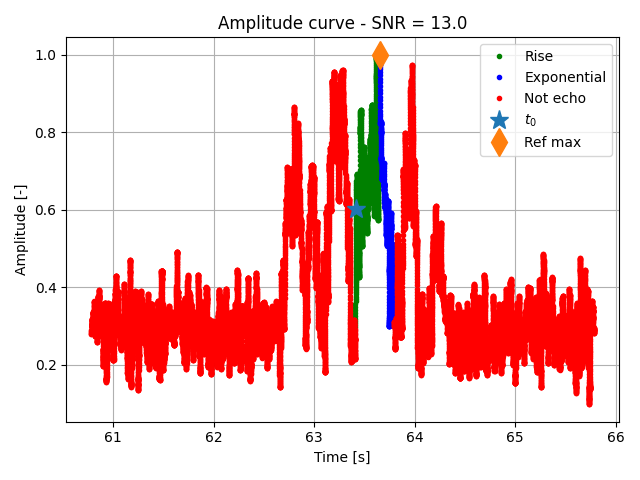 Amplitude curve - SNR = 13.0
Amplitude [-]
1.0
0.8
0.6
0.4
0.2
Rise
Exponential
Not echo
t₀
Ref max
61 62 63 64 65 66
Time [s]